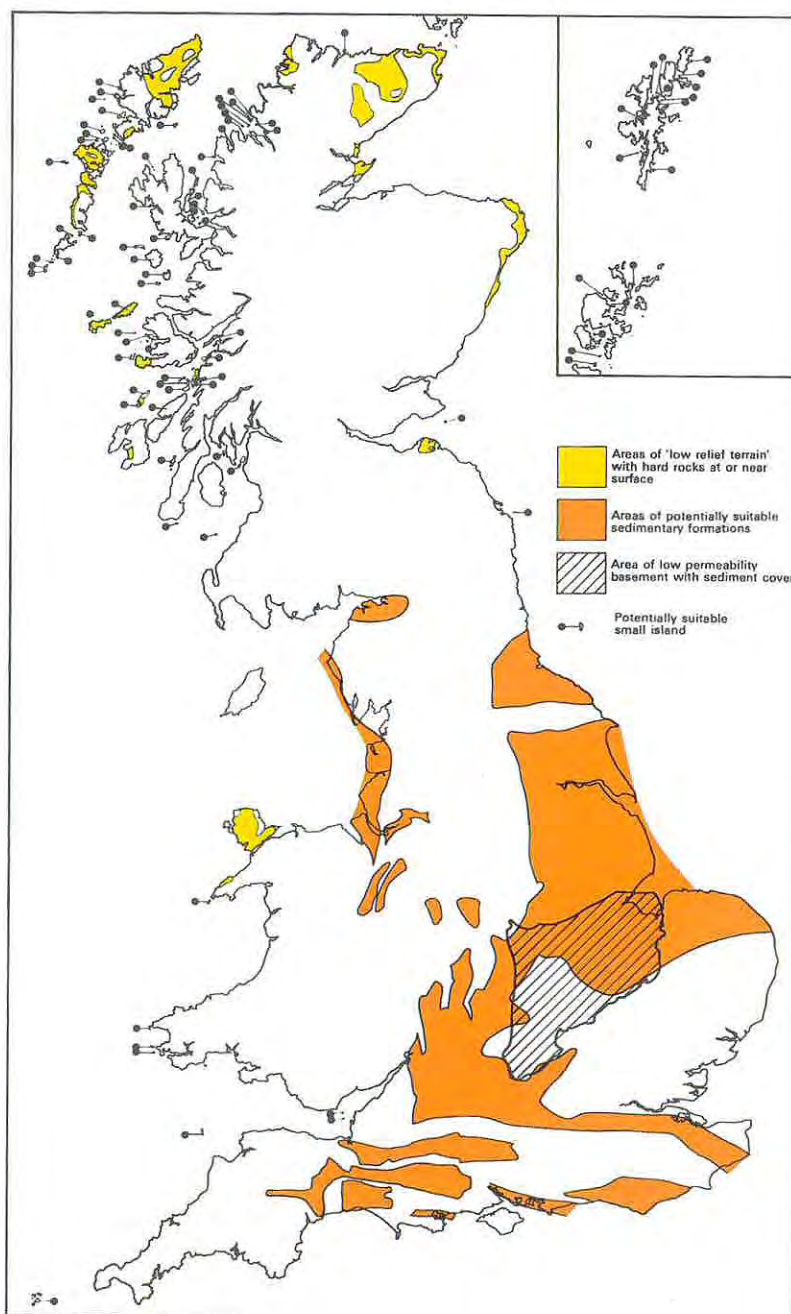 Areas of 'low relief terrain'
with hard rocks at or near
surface
Areas of potentially suitable
sedimentary formations
Area of low permeability
basement with sediment cover
Potentially suitable
small island